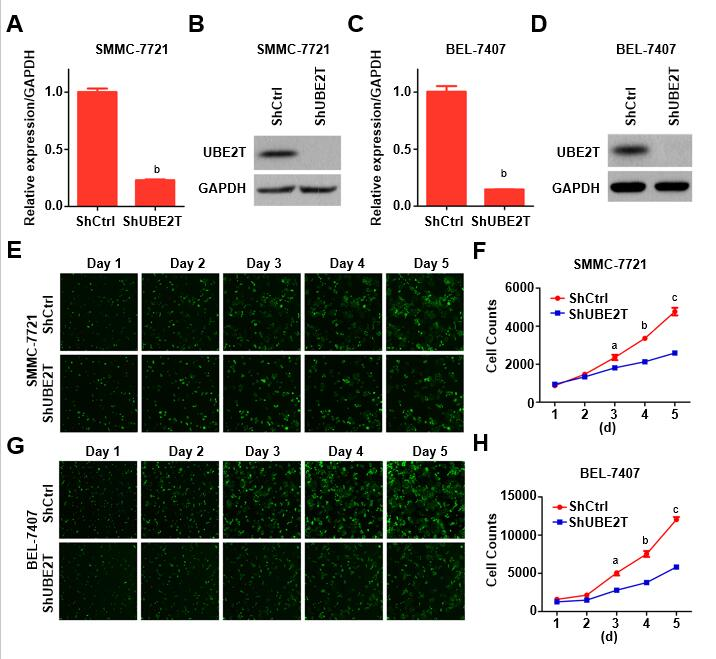 A
SMMC-7721
Relative expression/GAPDH
1.0
0.5
0.0
b
ShCtrl ShUBE2T
B
SMMC-7721
ShCtrl
ShUBE2T
UBE2T
GAPDH
C
BEL-7407
Relative expression/GAPDH
1.0
0.5
0.0
b
ShCtrl ShUBE2T
D
BEL-7407
ShCtrl
ShUBE2T
UBE2T
GAPDH
E
Day 1 Day 2 Day 3 Day 4 Day 5
SMMC-7721
ShCtrl
ShUBE2T
F
SMMC-7721
Cell Counts
6000
4000
2000
0
ShCtrl
ShUBE2T
a
b
c
1 2 3 4 5
(d)
G
Day 1 Day 2 Day 3 Day 4 Day 5
BEL-7407
ShCtrl
ShUBE2T
H
BEL-7407
Cell Counts
15000
10000
5000
0
ShCtrl
ShUBE2T
a
b
c
1 2 3 4 5
(d)